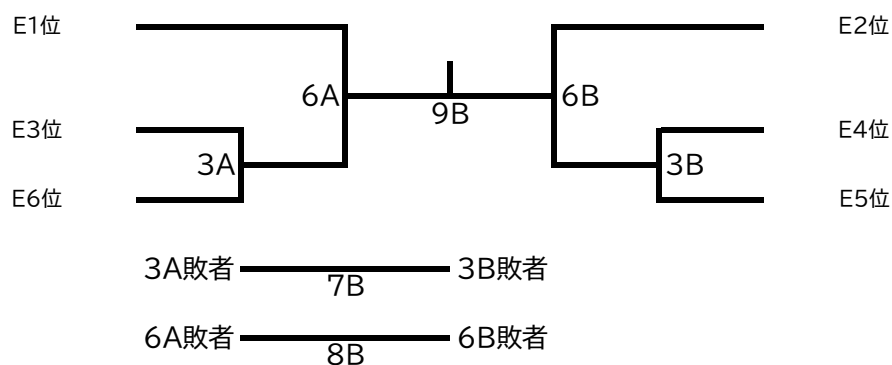 E1位 E2位
6A 6B
9B
E3位 E4位
3A 3B
E6位 E5位
3A敗者 3B敗者
7B
6A敗者 6B敗者
8B